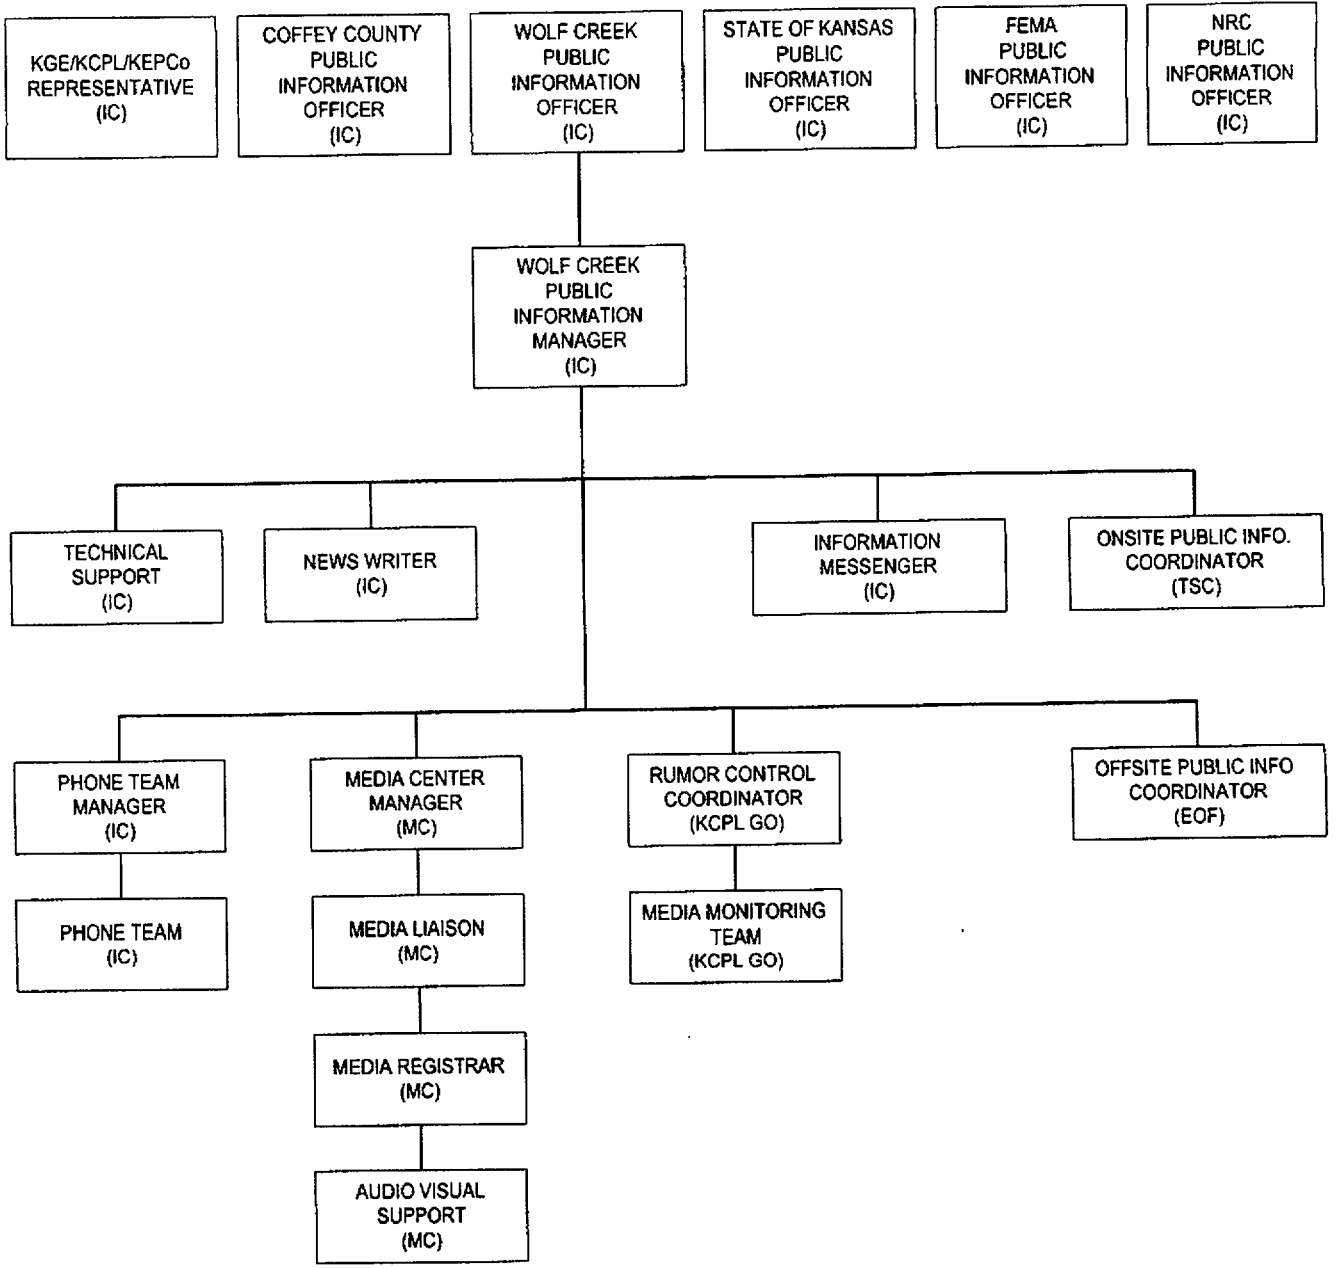 KGE/KCPL/KEPCo
REPRESENTATIVE
(IC)
COFFEY COUNTY
PUBLIC
INFORMATION
OFFICER
(IC)
WOLF CREEK
PUBLIC
INFORMATION
OFFICER
(IC)
STATE OF KANSAS
PUBLIC
INFORMATION
OFFICER
(IC)
FEMA
PUBLIC
INFORMATION
OFFICER
(IC)
NRC
PUBLIC
INFORMATION
OFFICER
(IC)
WOLF CREEK
PUBLIC
INFORMATION
MANAGER
(IC)
TECHNICAL
SUPPORT
(IC)
NEWS WRITER
(IC)
INFORMATION
MESSENGER
(IC)
ONSITE PUBLIC INFO.
COORDINATOR
(TSC)
PHONE TEAM
MANAGER
(IC)
MEDIA CENTER
MANAGER
(MC)
RUMOR CONTROL
COORDINATOR
(KCPL GO)
OFFSITE PUBLIC INFO
COORDINATOR
(EOF)
PHONE TEAM
(IC)
MEDIA LIAISON
(MC)
MEDIA MONITORING
TEAM
(KCPL GO)
MEDIA REGISTRAR
(MC)
AUDIO VISUAL
SUPPORT
(MC)